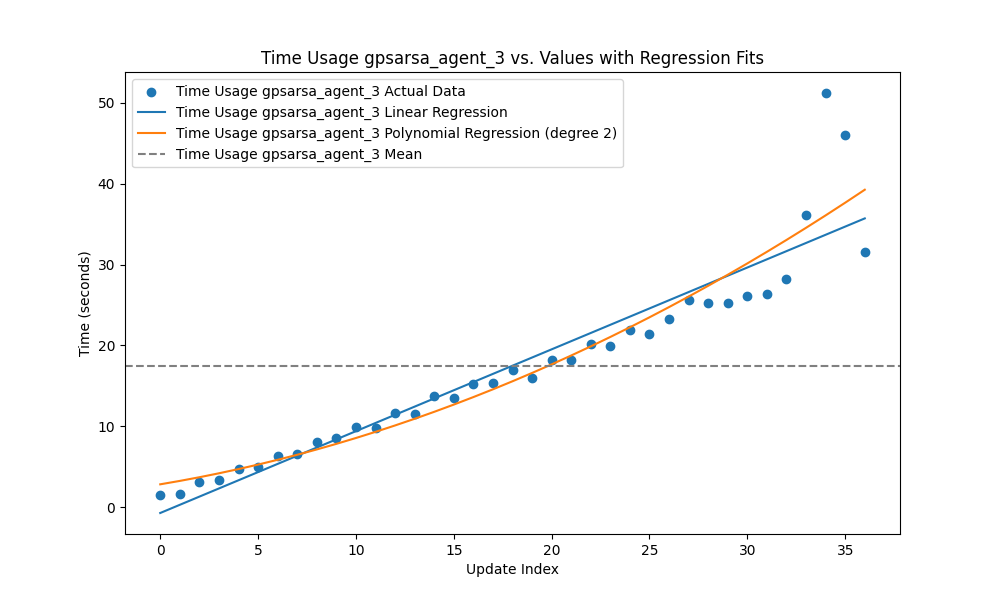 Time Usage gpsarsa_agent_3 vs. Values with Regression Fits
Time Usage gpsarsa_agent_3 Actual Data
Time Usage gpsarsa_agent_3 Linear Regression
Time Usage gpsarsa_agent_3 Polynomial Regression (degree 2)
Time Usage gpsarsa_agent_3 Mean
Time (seconds)
50
40
30
20
10
0
0 5 10 15 20 25 30 35
Update Index